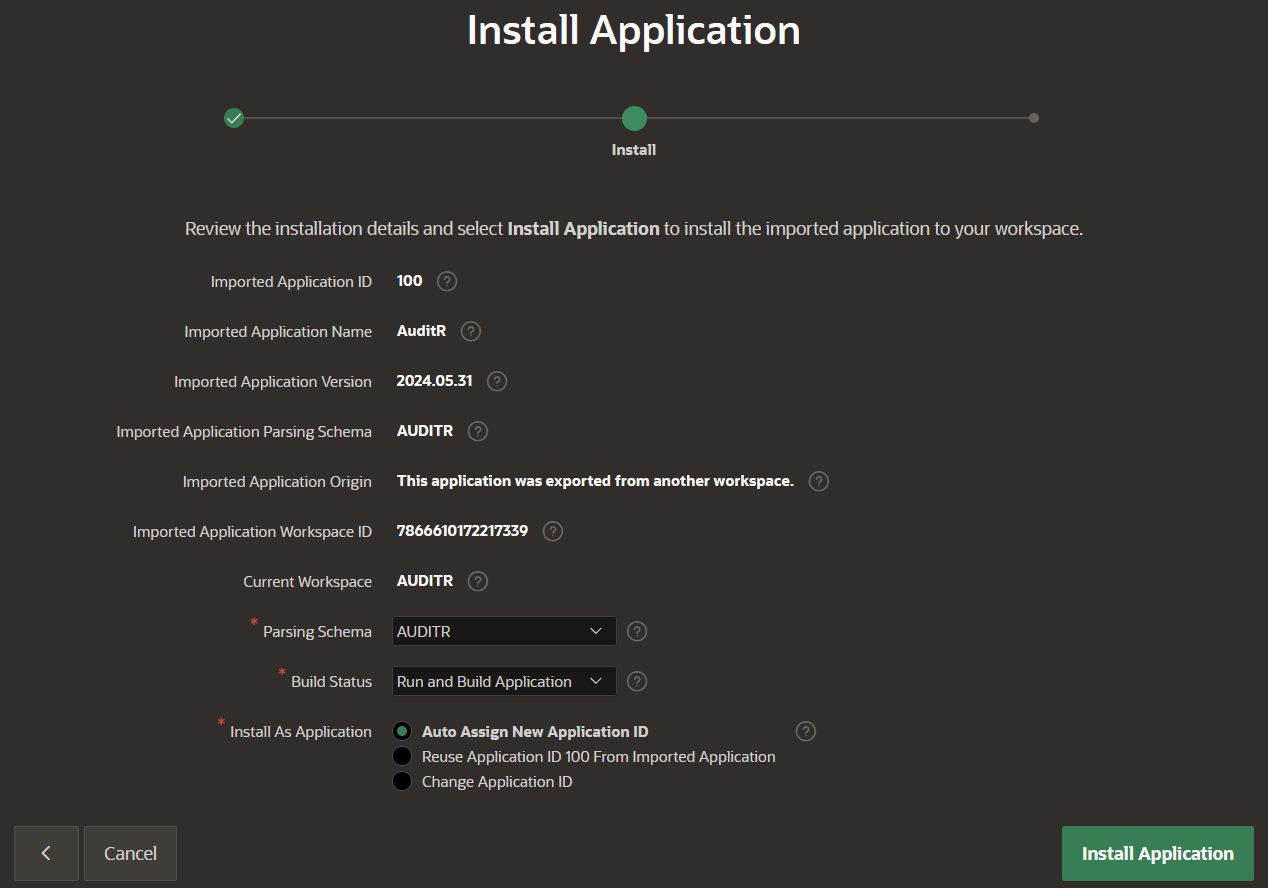 Install Application
Install
Review the installation details and select Install Application to install the imported application to your workspace.
Imported Application ID 100 ?
Imported Application Name AuditR ?
Imported Application Version 2024.05.31 ?
Imported Application Parsing Schema AUDITR ?
Imported Application Origin This application was exported from another workspace. ?
Imported Application Workspace ID 7866610172217339 ?
Current Workspace AUDITR ?
* Parsing Schema AUDITR ?
* Build Status Run and Build Application ?
* Install As Application Auto Assign New Application ID ?
Reuse Application ID 100 From Imported Application
Change Application ID
Cancel Install Application